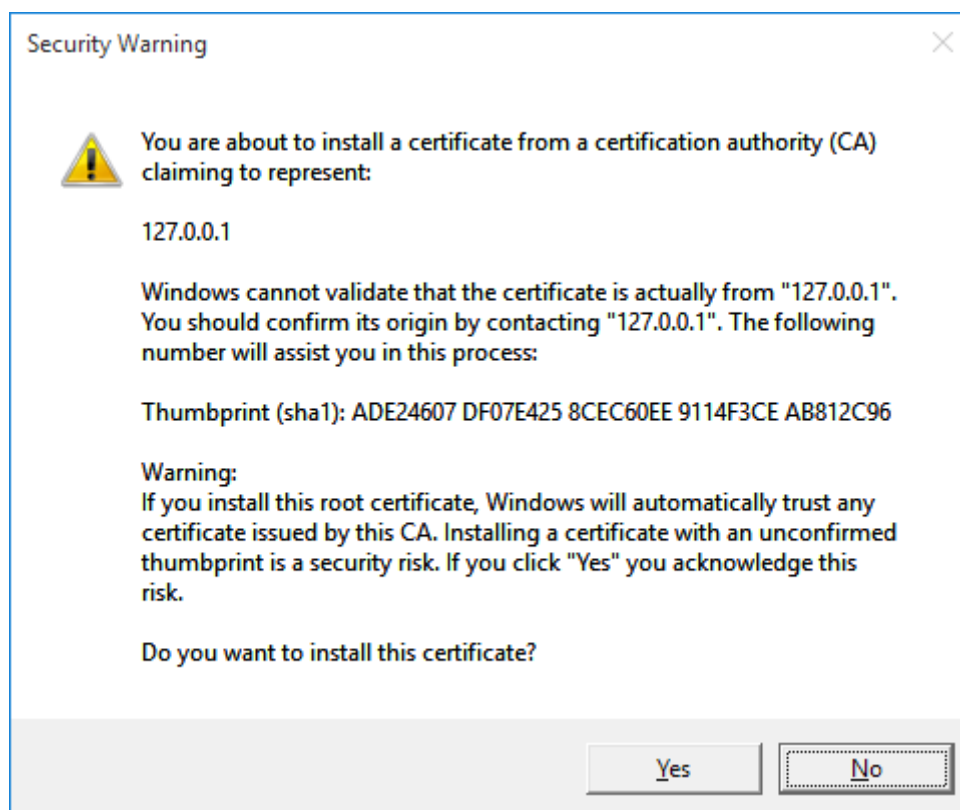 Security Warning
You are about to install a certificate from a certification authority (CA)
claiming to represent:
127.0.0.1
Windows cannot validate that the certificate is actually from "127.0.0.1".
You should confirm its origin by contacting "127.0.0.1". The following
number will assist you in this process:
Thumbprint (sha1): ADE24607 DF07E425 8CEC60EE 9114F3CE AB812C96
Warning:
If you install this root certificate, Windows will automatically trust any
certificate issued by this CA. Installing a certificate with an unconfirmed
thumbprint is a security risk. If you click "Yes" you acknowledge this
risk.
Do you want to install this certificate?
Yes
No